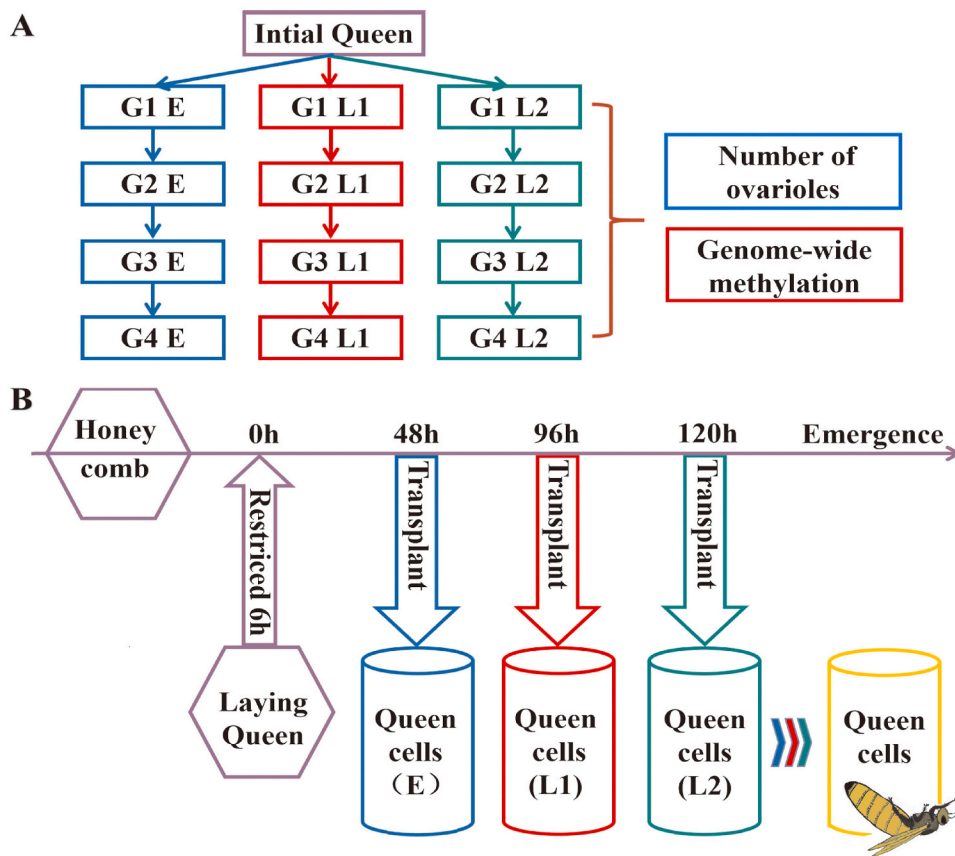 A
Intial Queen
G1 E
G1 L1
G1 L2
G2 E
G2 L1
G2 L2
G3 E
G3 L1
G3 L2
G4 E
G4 L1
G4 L2
Number of
ovarioles
Genome-wide
methylation
B
Honey
comb
0h
48h
96h
120h
Emergence
Restriced 6h
Transplant
Transplant
Transplant
Laying
Queen
Queen
cells
（E）
Queen
cells
(L1)
Queen
cells
(L2)
Queen
cells